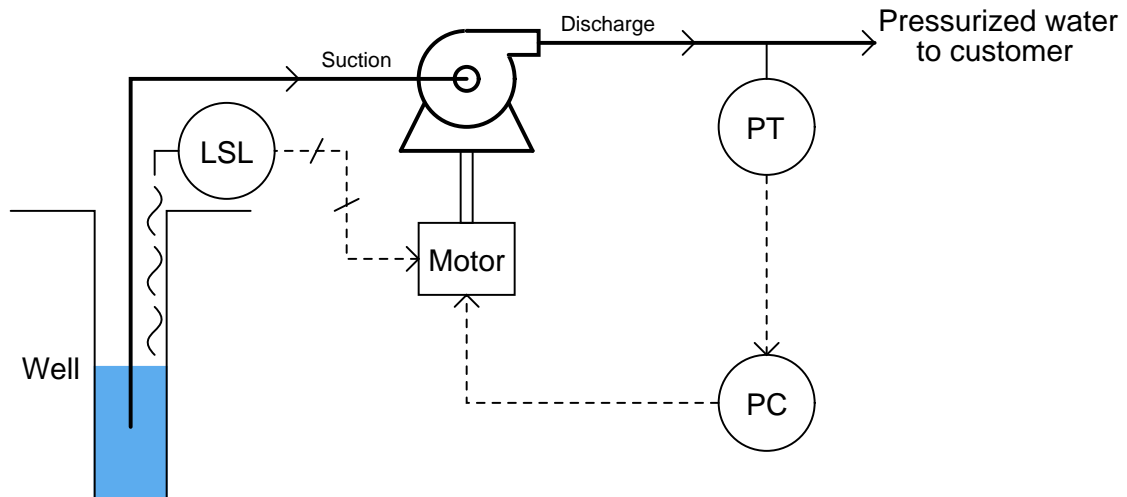 Pressurized water
to customer
Discharge
Suction
PT
LSL
Motor
Well
PC